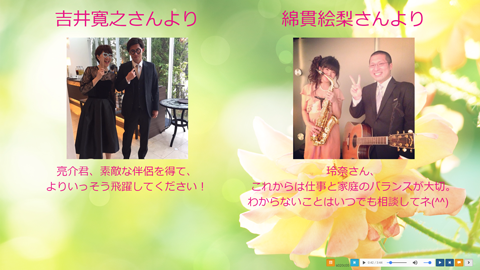 吉井寛之さんより
亮介君、素敵な伴侶を得て、
よりいっそう飛躍してください！
綿貫絵梨さんより
玲奈さん、
これからは仕事と家庭のバランスが大切。
わからないことはいつでも相談してネ(^^)